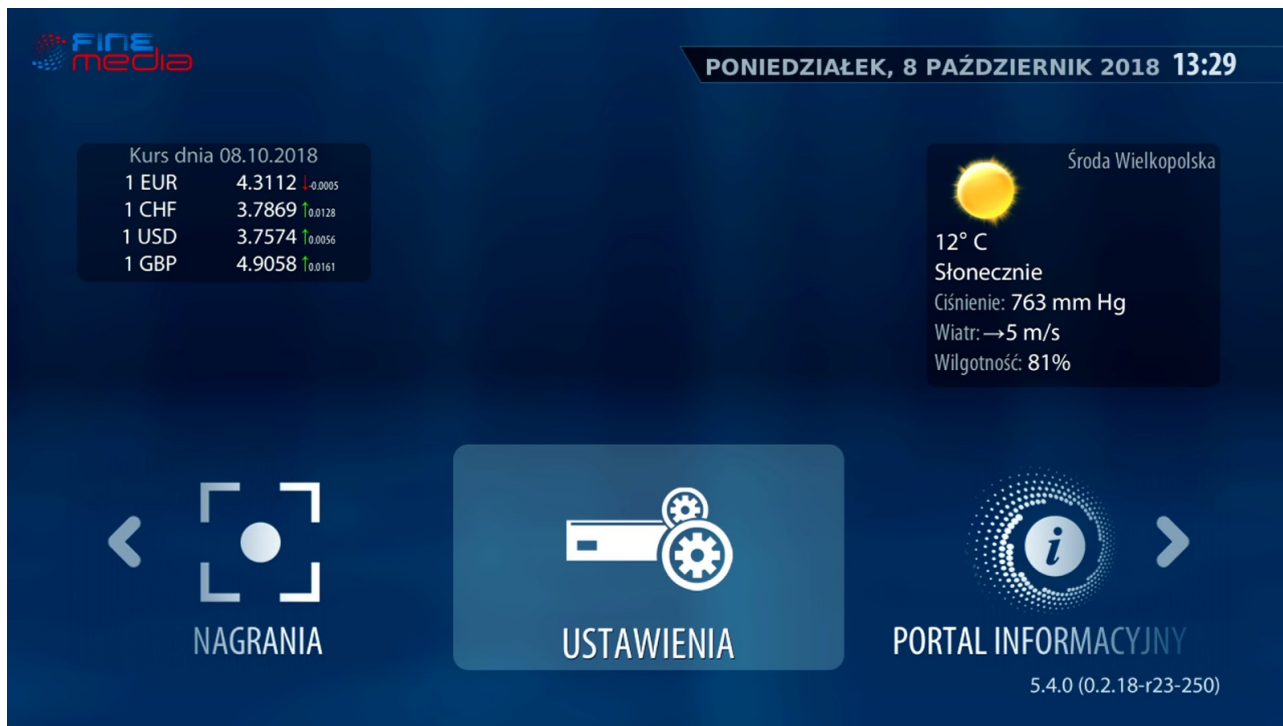 FINE
media
PONIEDZIAŁEK, 8 PAŹDZIERNIK 2018 13:29
Kurs dnia 08.10.2018
1 EUR 4.3112 ↓-0.0005
1 CHF 3.7869 ↑0.0128
1 USD 3.7574 ↑0.0056
1 GBP 4.9058 ↑0.0161
Środa Wielkopolska
12° C
Słonecznie
Ciśnienie: 763 mm Hg
Wiatr: →5 m/s
Wilgotność: 81%
NAGRANIA
USTAWIENIA
PORTAL INFORMACYJNY
5.4.0 (0.2.18-r23-250)